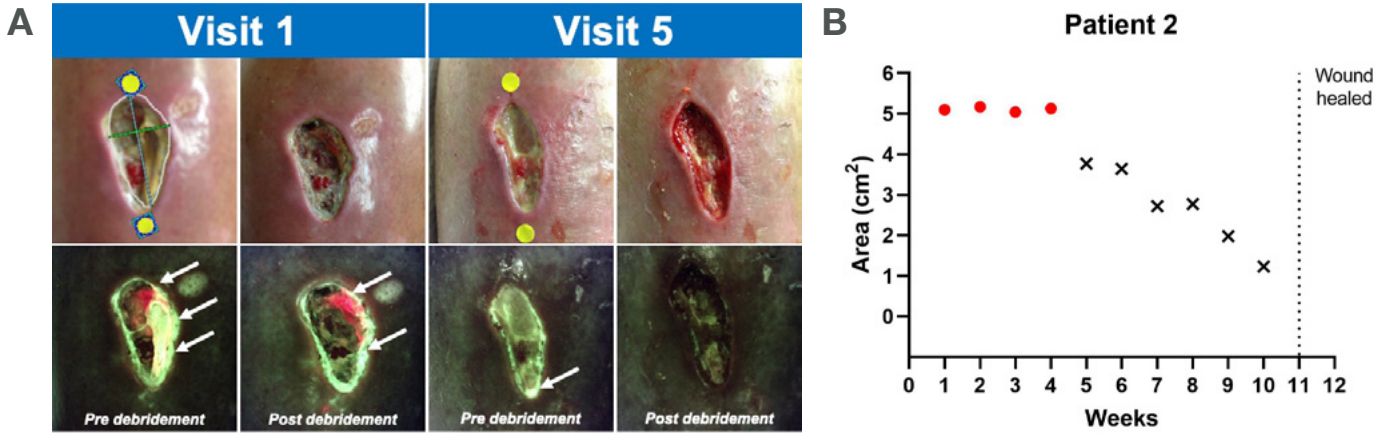 A
Visit 1
Visit 5
Pre debridement
Post debridement
Pre debridement
Post debridement
B
Patient 2
Area (cm²)
6
5
4
3
2
1
0
0 1 2 3 4 5 6 7 8 9 10 11 12
Weeks
Wound
healed